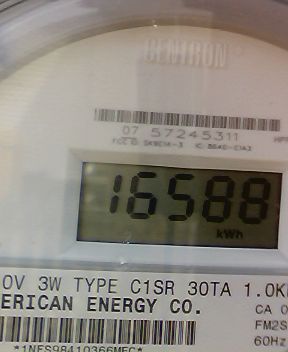 CENTRON
07 57245311
16588
kWh
0V 3W TYPE C1SR 30TA 1.0K
ERICAN ENERGY CO.
CA 0
FM2S
60Hz
*1NES98410366MEC*